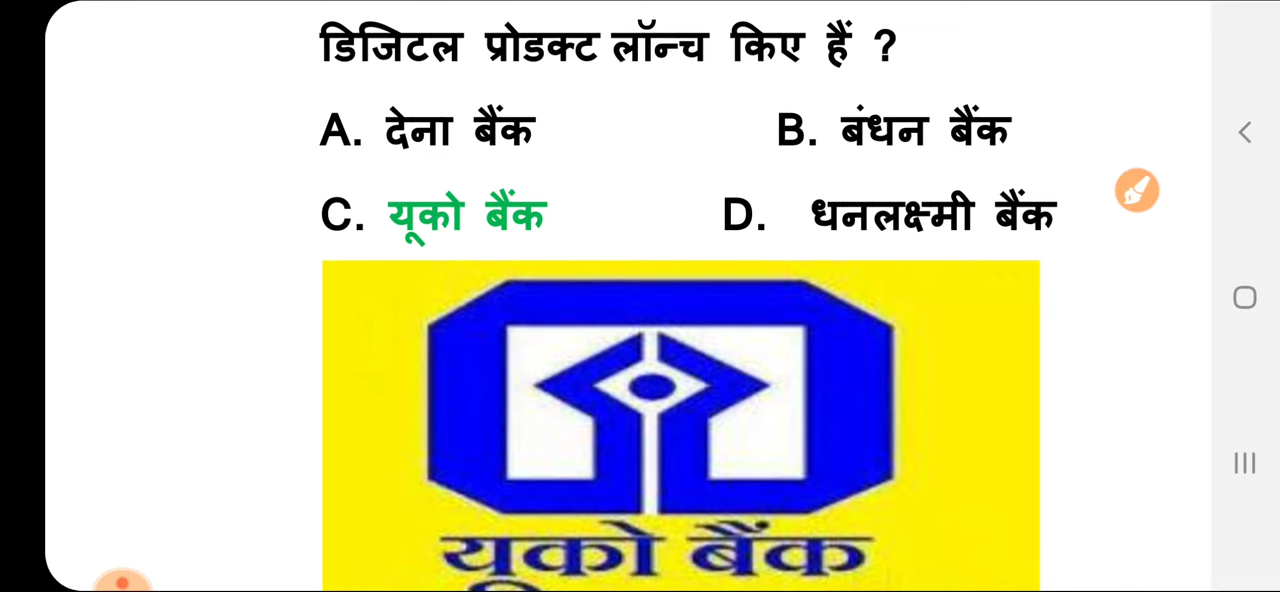 डिजिटल प्रोडक्ट लॉन्च किए हैं ?
A. देना बैंक B. बंधन बैंक
C. यूको बैंक D. धनलक्ष्मी बैंक
यूको बैंक